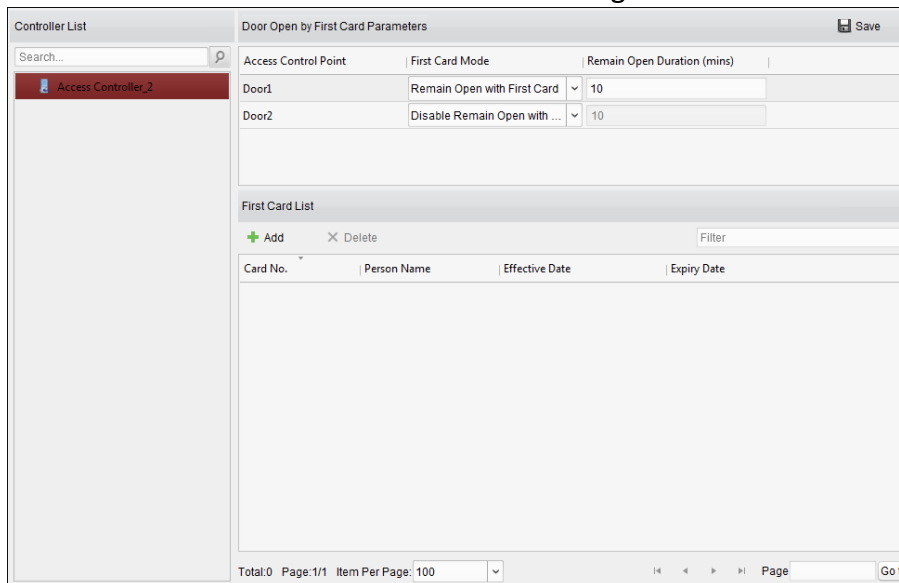 Controller List
Door Open by First Card Parameters
Save
Search...
Access Control Point
First Card Mode
Remain Open Duration (mins)
Access Controller_2
Door1
Remain Open with First Card
10
Door2
Disable Remain Open with ...
10
First Card List
Add
Delete
Filter
Card No.
Person Name
Effective Date
Expiry Date
Total:0 Page:1/1 Item Per Page: 100
Page
Go